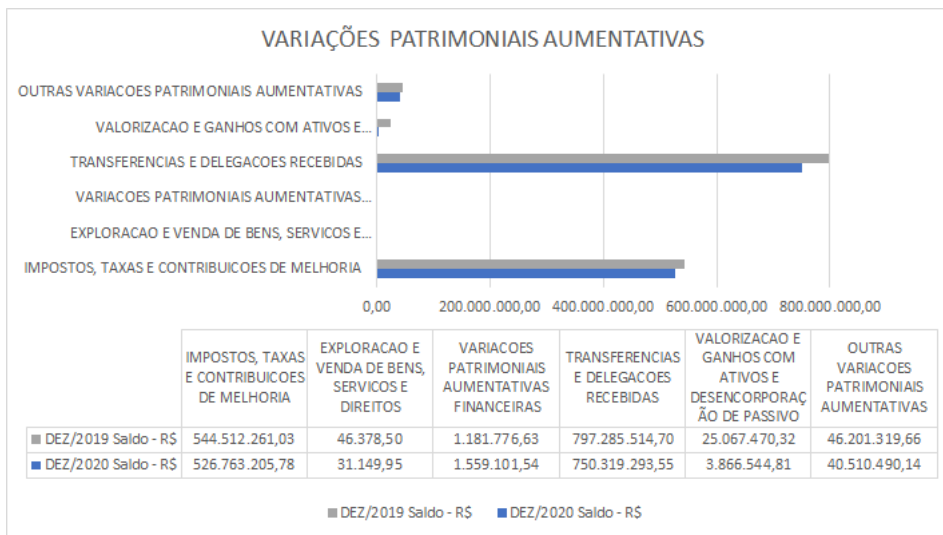 VARIAÇÕES PATRIMONIAIS AUMENTATIVAS
OUTRAS VARIACOES PATRIMONIAIS AUMENTATIVAS
VALORIZACAO E GANHOS COM ATIVOS E...
TRANSFERENCIAS E DELEGACOES RECEBIDAS
VARIACOES PATRIMONIAIS AUMENTATIVAS...
EXPLORACAO E VENDA DE BENS, SERVICOS E...
IMPOSTOS, TAXAS E CONTRIBUICOES DE MELHORIA
0,00 200.000.000,00 400.000.000,00 600.000.000,00 800.000.000,00
IMPOSTOS, TAXAS
E CONTRIBUICOES
DE MELHORIA
EXPLORACAO E
VENDA DE BENS,
SERVICOS E
DIREITOS
VARIACOES
PATRIMONIAIS
AUMENTATIVAS
FINANCEIRAS
TRANSFERENCIAS
E DELEGACOES
RECEBIDAS
VALORIZACAO E
GANHOS COM
ATIVOS E
DESENCORPORAÇ
ÃO DE PASSIVO
OUTRAS
VARIACOES
PATRIMONIAIS
AUMENTATIVAS
DEZ/2019 Saldo - R$ 544.512.261,03 46.378,50 1.181.776,63 797.285.514,70 25.067.470,32 46.201.319,66
DEZ/2020 Saldo - R$ 526.763.205,78 31.149,95 1.559.101,54 750.319.293,55 3.866.544,81 40.510.490,14
DEZ/2019 Saldo - R$ DEZ/2020 Saldo - R$